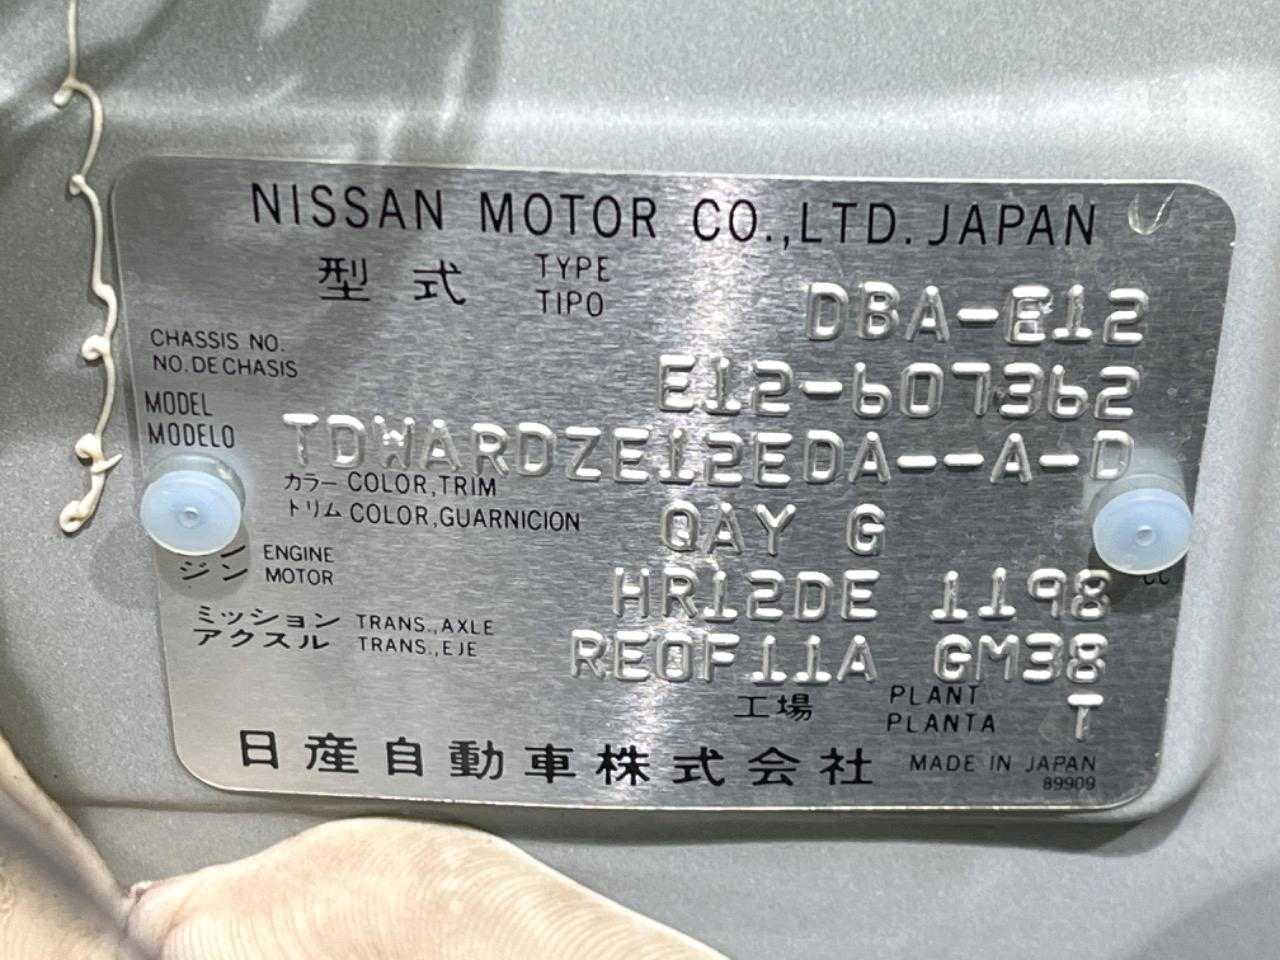 NISSAN MOTOR CO.,LTD. JAPAN
型式 TYPE DBA-E12
TIPO
CHASSIS NO. E12-607362
NO. DE CHASIS
MODEL TDWARDZE12EDA--A-D
MODELO
カラー COLOR,TRIM QAY G
トリム COLOR,GUARNICION
ン ENGINE HR12DE 1198 CC
ジン MOTOR
ミッション TRANS.,AXLE RE0F11A GM38
アクスル TRANS.,EJE
工場 PLANT T
PLANTA
日産自動車株式会社 MADE IN JAPAN
89909